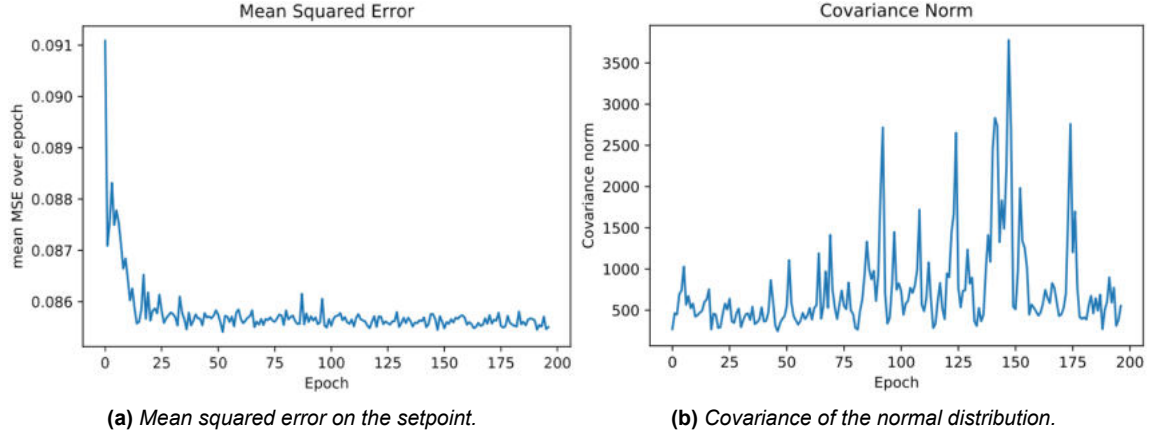 Mean Squared Error
0.091
0.090
0.089
0.088
0.087
0.086
mean MSE over epoch
0 25 50 75 100 125 150 175 200
Epoch
(a) Mean squared error on the setpoint.
Covariance Norm
3500
3000
2500
2000
1500
1000
500
Covariance norm
0 25 50 75 100 125 150 175 200
Epoch
(b) Covariance of the normal distribution.